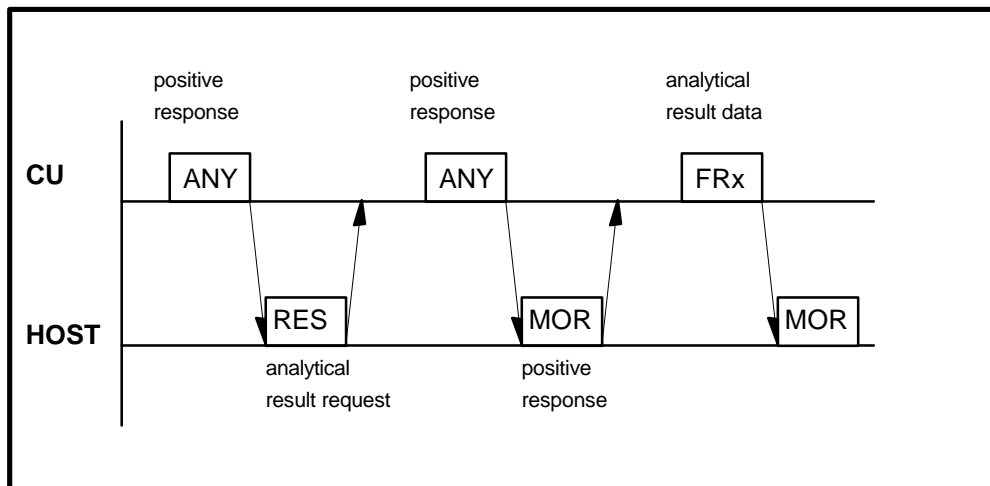 positive
response
positive
response
analytical
result data
CU
ANY
ANY
FRx
HOST
RES
MOR
MOR
analytical
result request
positive
response